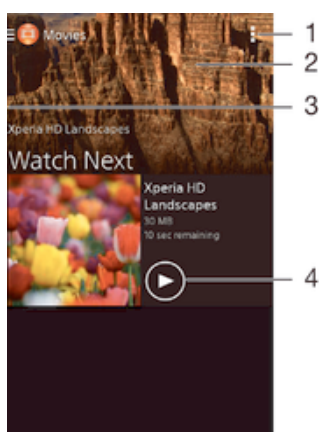 Movies
1
2
3
Xperia HD Landscapes
Watch Next
Xperia HD
Landscapes
30 MB
10 sec remaining
4